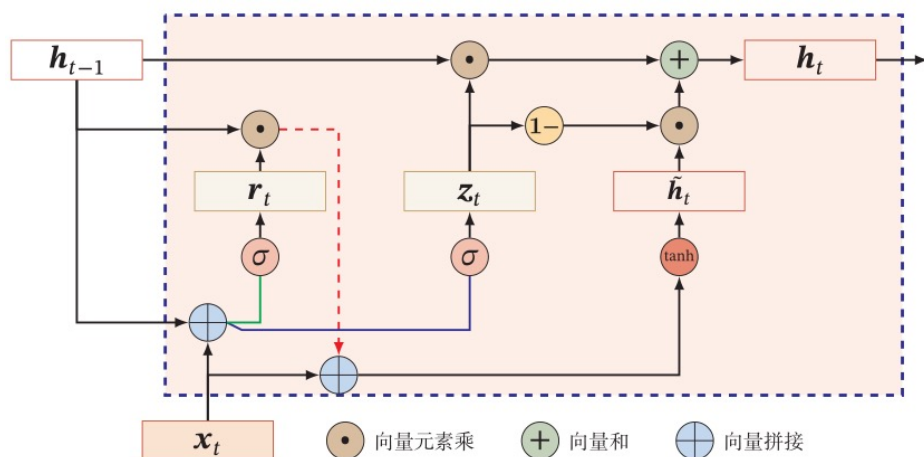 h_{t−1}
h_t
1−
r_t
z_t
h̃_t
σ
σ
tanh
x_t
向量元素乘
向量和
向量拼接